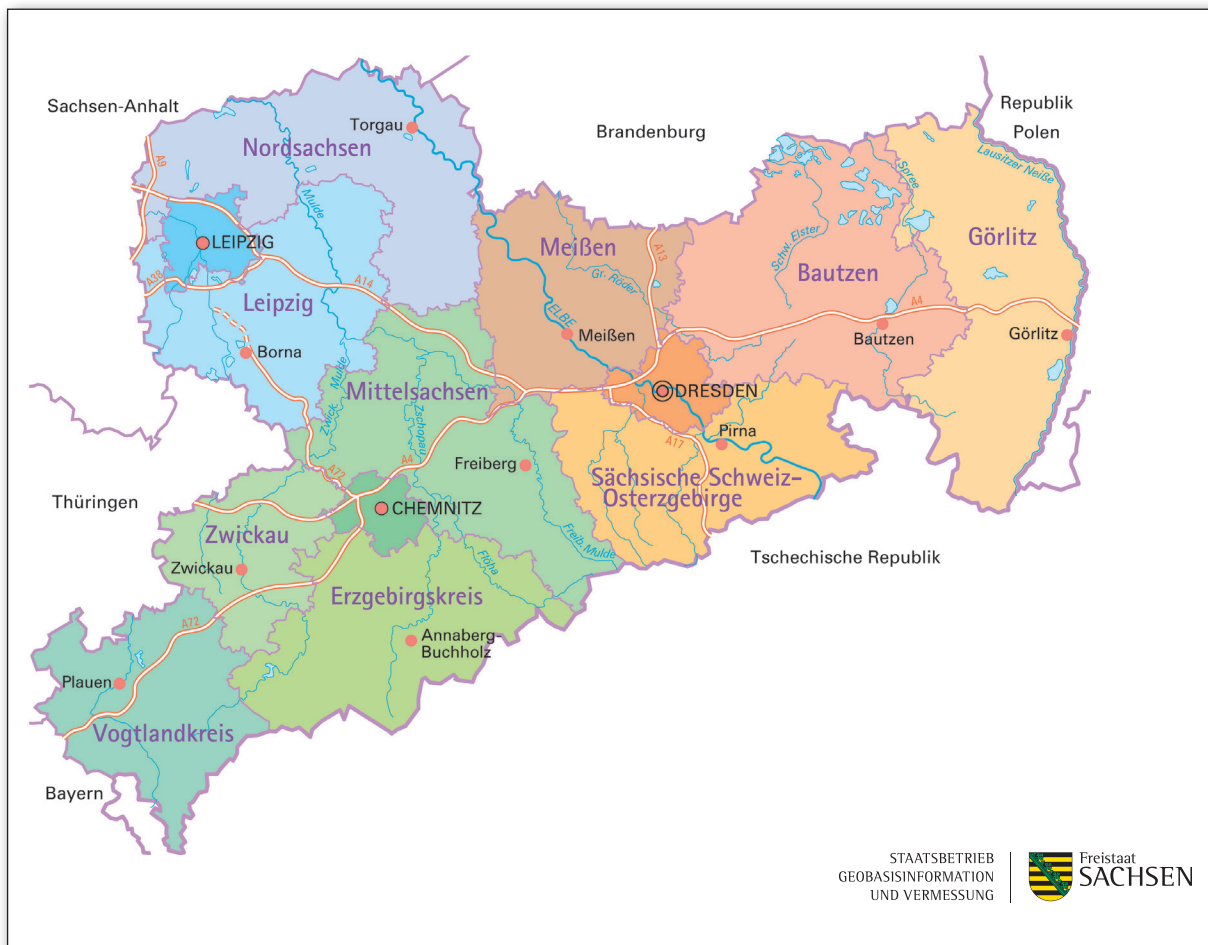 Sachsen-Anhalt
Brandenburg
Republik
Polen
Torgau
Nordsachsen
A9
Mulde
Spree
Lausitzer Neiße
LEIPZIG
Meißen
A13
Schw. Elster
Görlitz
Bautzen
A38
A14
Gr. Röder
Leipzig
ELBE
A4
Borna
Meißen
Bautzen
Görlitz
Mittelsachsen
DRESDEN
Zwick. Mulde
Zschopau
Pirna
A17
A72
A4
Freiberg
Sächsische Schweiz-
Osterzgebirge
Thüringen
CHEMNITZ
Zwickau
Freib. Mulde
Flöha
Tschechische Republik
Zwickau
Erzgebirgskreis
A72
Annaberg-
Buchholz
Plauen
Vogtlandkreis
Bayern
STAATSBETRIEB
GEOBASISINFORMATION
UND VERMESSUNG
Freistaat
SACHSEN